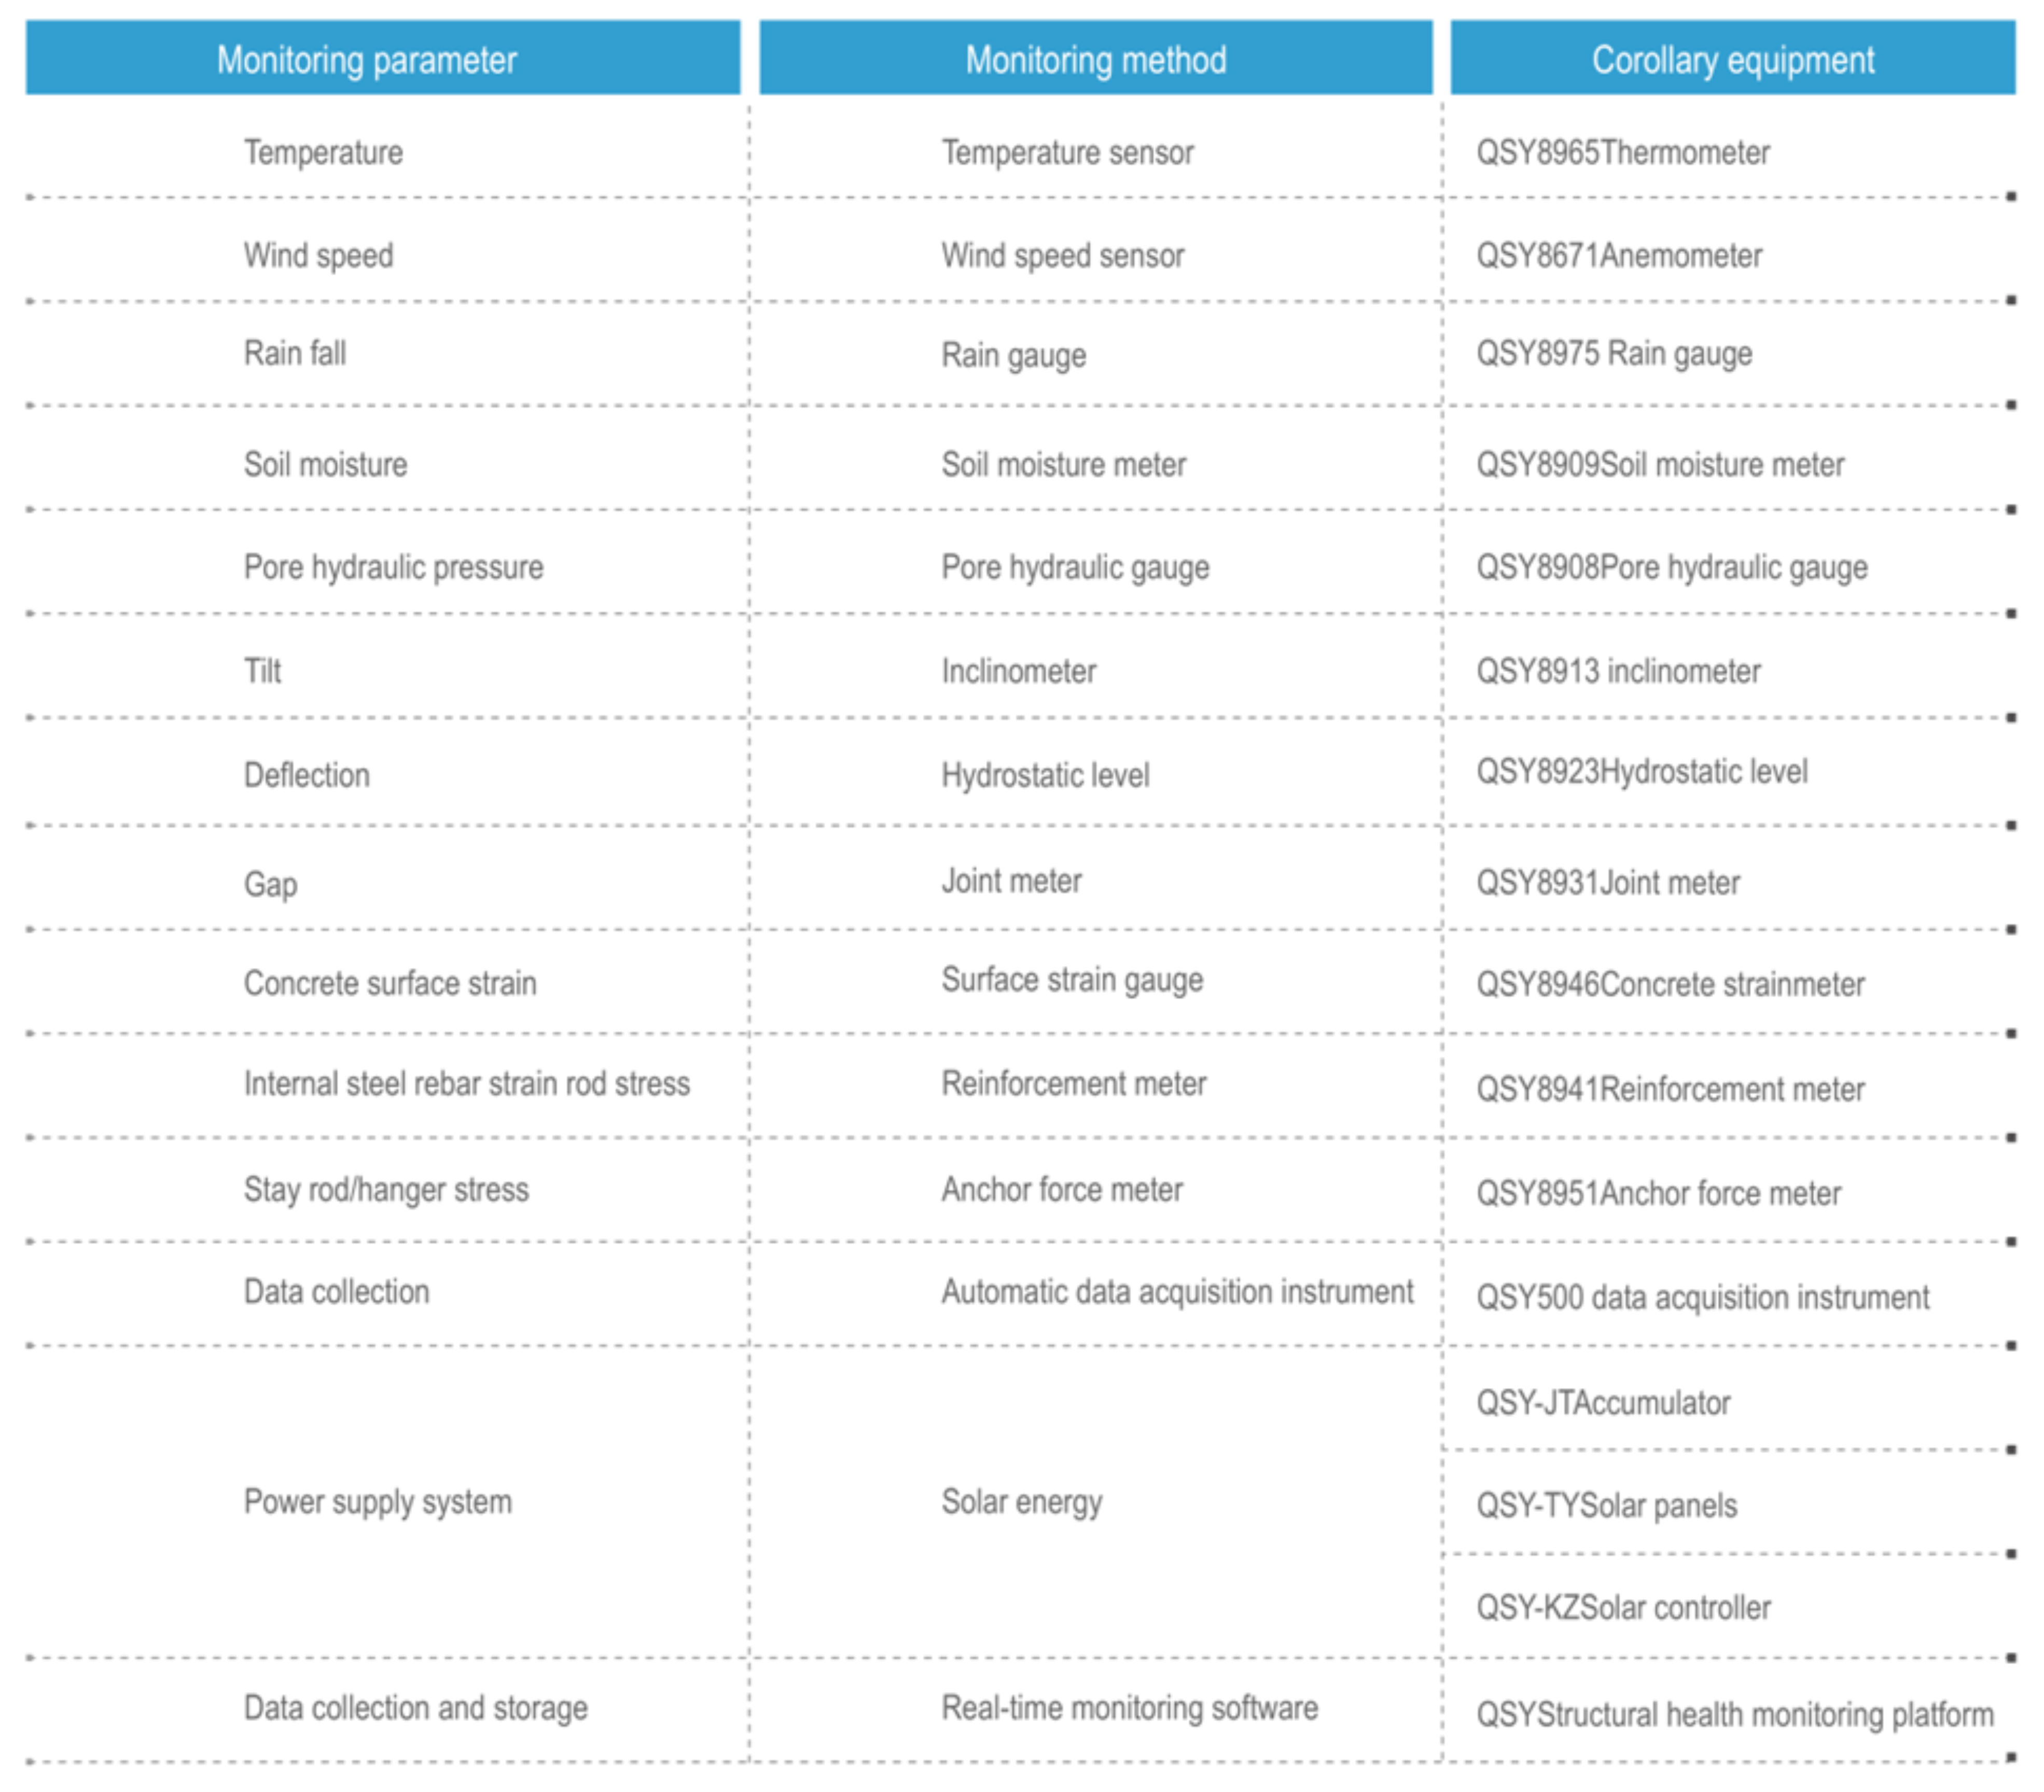 Monitoring parameter Monitoring method Corollary equipment
Temperature Temperature sensor QSY8965Thermometer
Wind speed Wind speed sensor QSY8671Anemometer
Rain fall Rain gauge QSY8975 Rain gauge
Soil moisture Soil moisture meter QSY8909Soil moisture meter
Pore hydraulic pressure Pore hydraulic gauge QSY8908Pore hydraulic gauge
Tilt Inclinometer QSY8913 inclinometer
Deflection Hydrostatic level QSY8923Hydrostatic level
Gap Joint meter QSY8931Joint meter
Concrete surface strain Surface strain gauge QSY8946Concrete strainmeter
Internal steel rebar strain rod stress Reinforcement meter QSY8941Reinforcement meter
Stay rod/hanger stress Anchor force meter QSY8951Anchor force meter
Data collection Automatic data acquisition instrument QSY500 data acquisition instrument
QSY-JTAccumulator
Power supply system Solar energy QSY-TYSolar panels
QSY-KZSolar controller
Data collection and storage Real-time monitoring software QSYStructural health monitoring platform